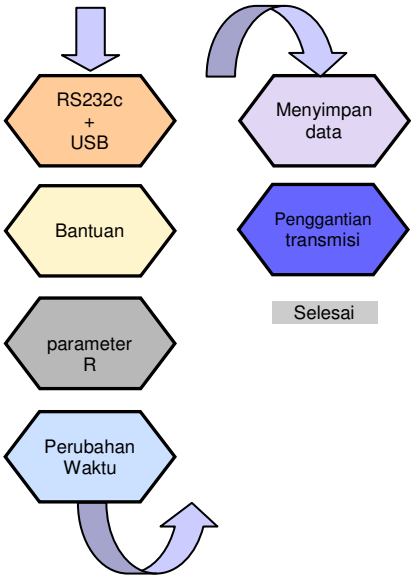 RS232c
+
USB
Bantuan
parameter
R
Perubahan
Waktu
Menyimpan
data
Penggantian
transmisi
Selesai